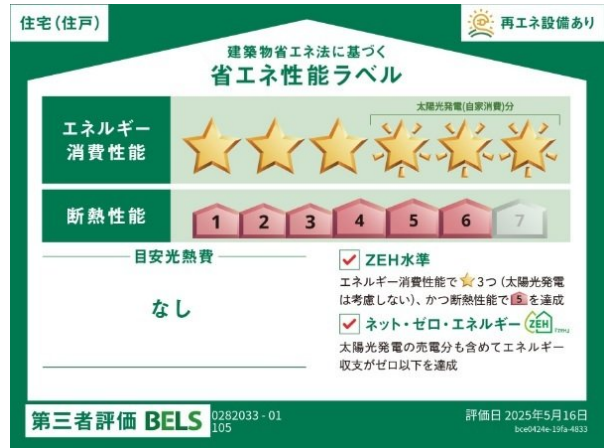 住宅(住戸)
再エネ設備あり
建築物省エネ法に基づく
省エネ性能ラベル
太陽光発電(自家消費)分
エネルギー
消費性能
断熱性能
1 2 3 4 5 6 7
目安光熱費
なし
ZEH水準
エネルギー消費性能で3つ(太陽光発電
は考慮しない)、かつ断熱性能で5を達成
ネット・ゼロ・エネルギー ZEH
太陽光発電の売電分も含めてエネルギー
収支がゼロ以下を達成
第三者評価 BELS
0282033 - 01
105
評価日 2025年5月16日
bce0424e-19fa-4833